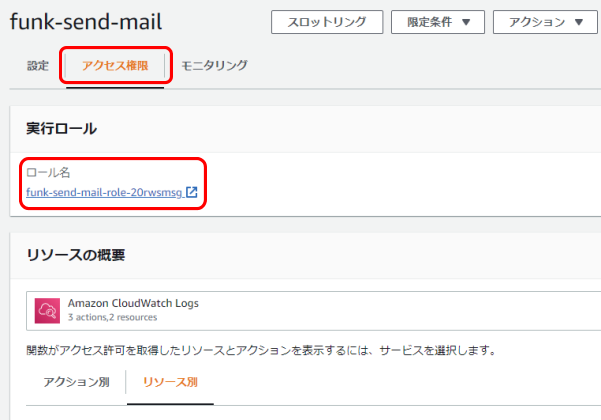 funk-send-mail
スロットリング
限定条件 ▼
アクション ▼
設定
アクセス権限
モニタリング
実行ロール
ロール名
funk-send-mail-role-20rwsmsg
リソースの概要
Amazon CloudWatch Logs
3 actions,2 resources
関数がアクセス許可を取得したリソースとアクションを表示するには、サービスを選択します。
アクション別
リソース別